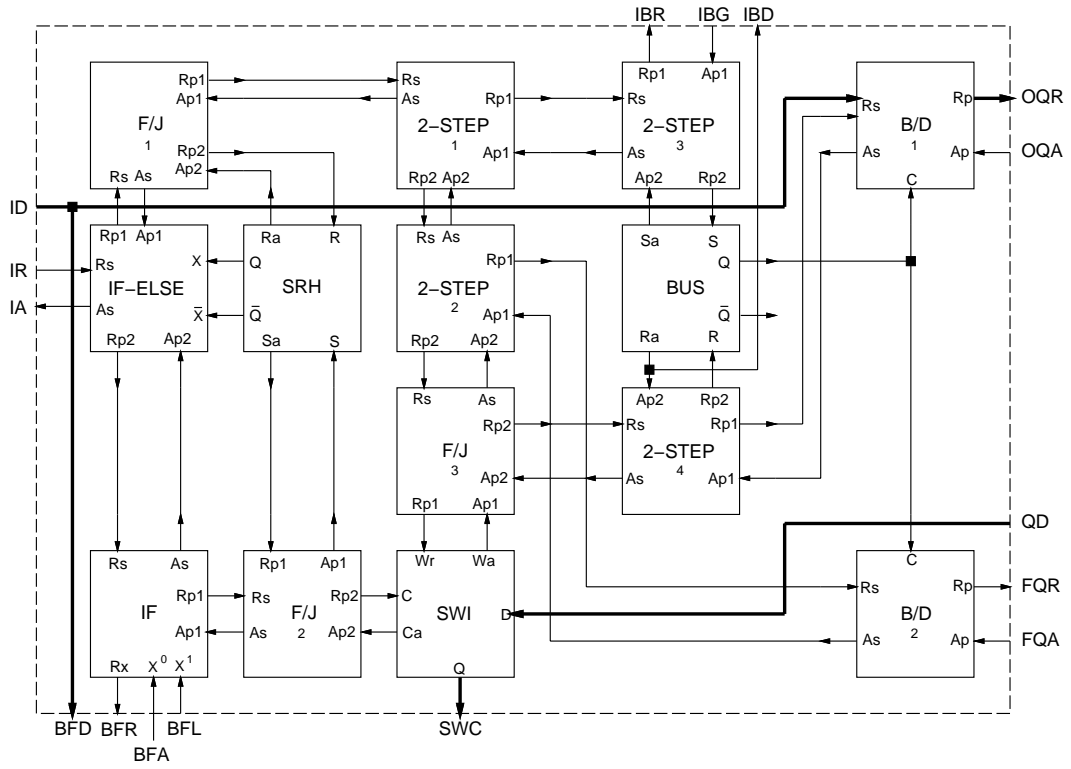 IBR IBG IBD
Rp1 Ap1 F/J 1 Rp2 Ap2 Rs As
Rs As 2−STEP 1 Rp1 Ap1 Rp2 Ap2
Rp1 Ap1 Rs 2−STEP 3 As Ap2 Rp2
Rs B/D 1 Rp As Ap C
OQR
OQA
ID
IR
IA
Rp1 Ap1 Rs IF−ELSE As X X̅ Rp2 Ap2
Ra R Q SRH Q̅ Sa S
Rs As Rp1 2−STEP 2 Ap1 Rp2 Ap2
Sa S Q BUS Q̅ Ra R
Rs As Rp2 F/J 3 Ap2 Rp1 Ap1
Ap2 Rp2 Rs Rp1 2−STEP 4 As Ap1
QD
Rs As Rp1 IF Ap1 Rx X⁰ X¹
Rp1 Ap1 Rs Rp2 F/J 2 As Ap2
Wr Wa C SWI D Ca Q
C Rs Rp B/D 2 As Ap
FQR
FQA
BFD BFR BFL SWC
BFA